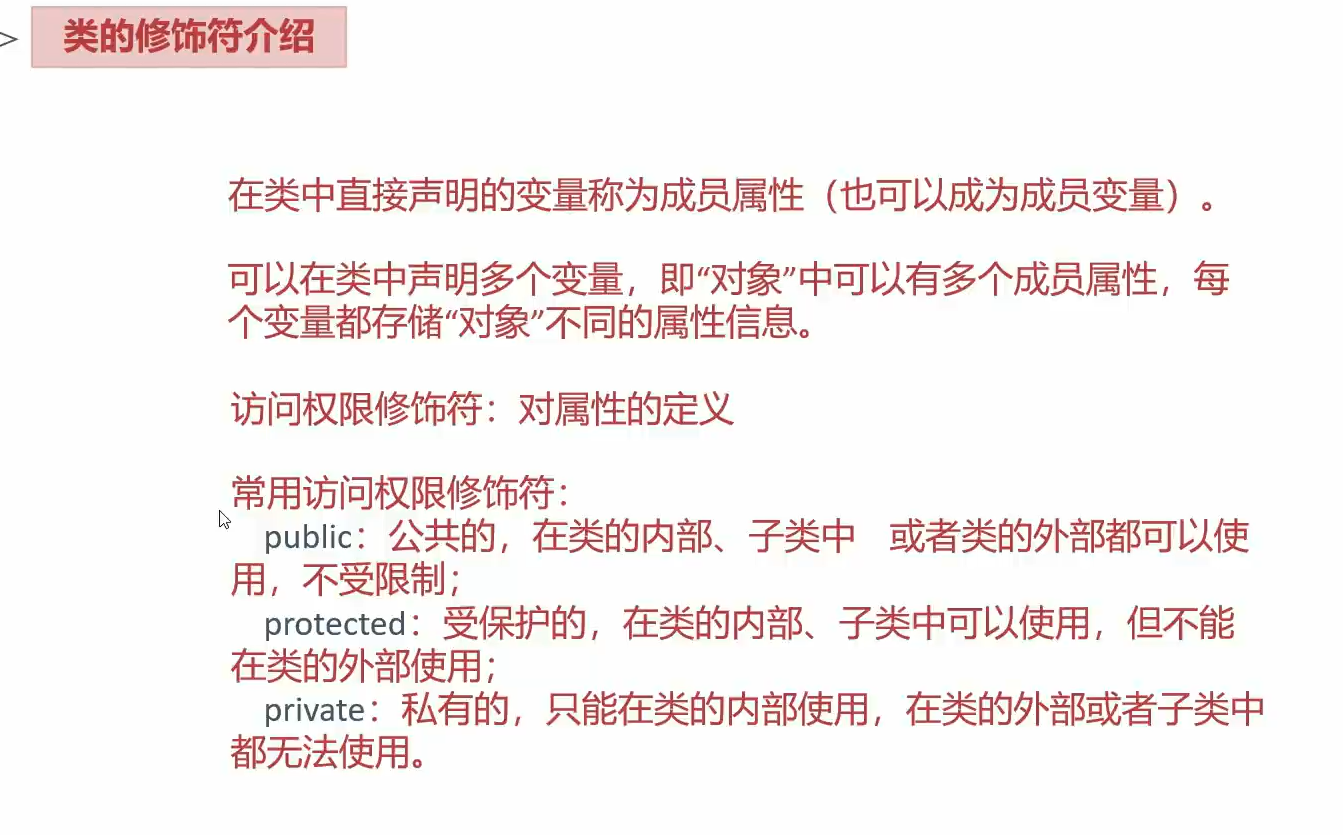 类的修饰符介绍
在类中直接声明的变量称为成员属性（也可以成为成员变量）。
可以在类中声明多个变量，即“对象”中可以有多个成员属性，每
个变量都存储“对象”不同的属性信息。
访问权限修饰符：对属性的定义
常用访问权限修饰符：
public：公共的，在类的内部、子类中 或者类的外部都可以使
用，不受限制；
protected：受保护的，在类的内部、子类中可以使用，但不能
在类的外部使用；
private：私有的，只能在类的内部使用，在类的外部或者子类中
都无法使用。